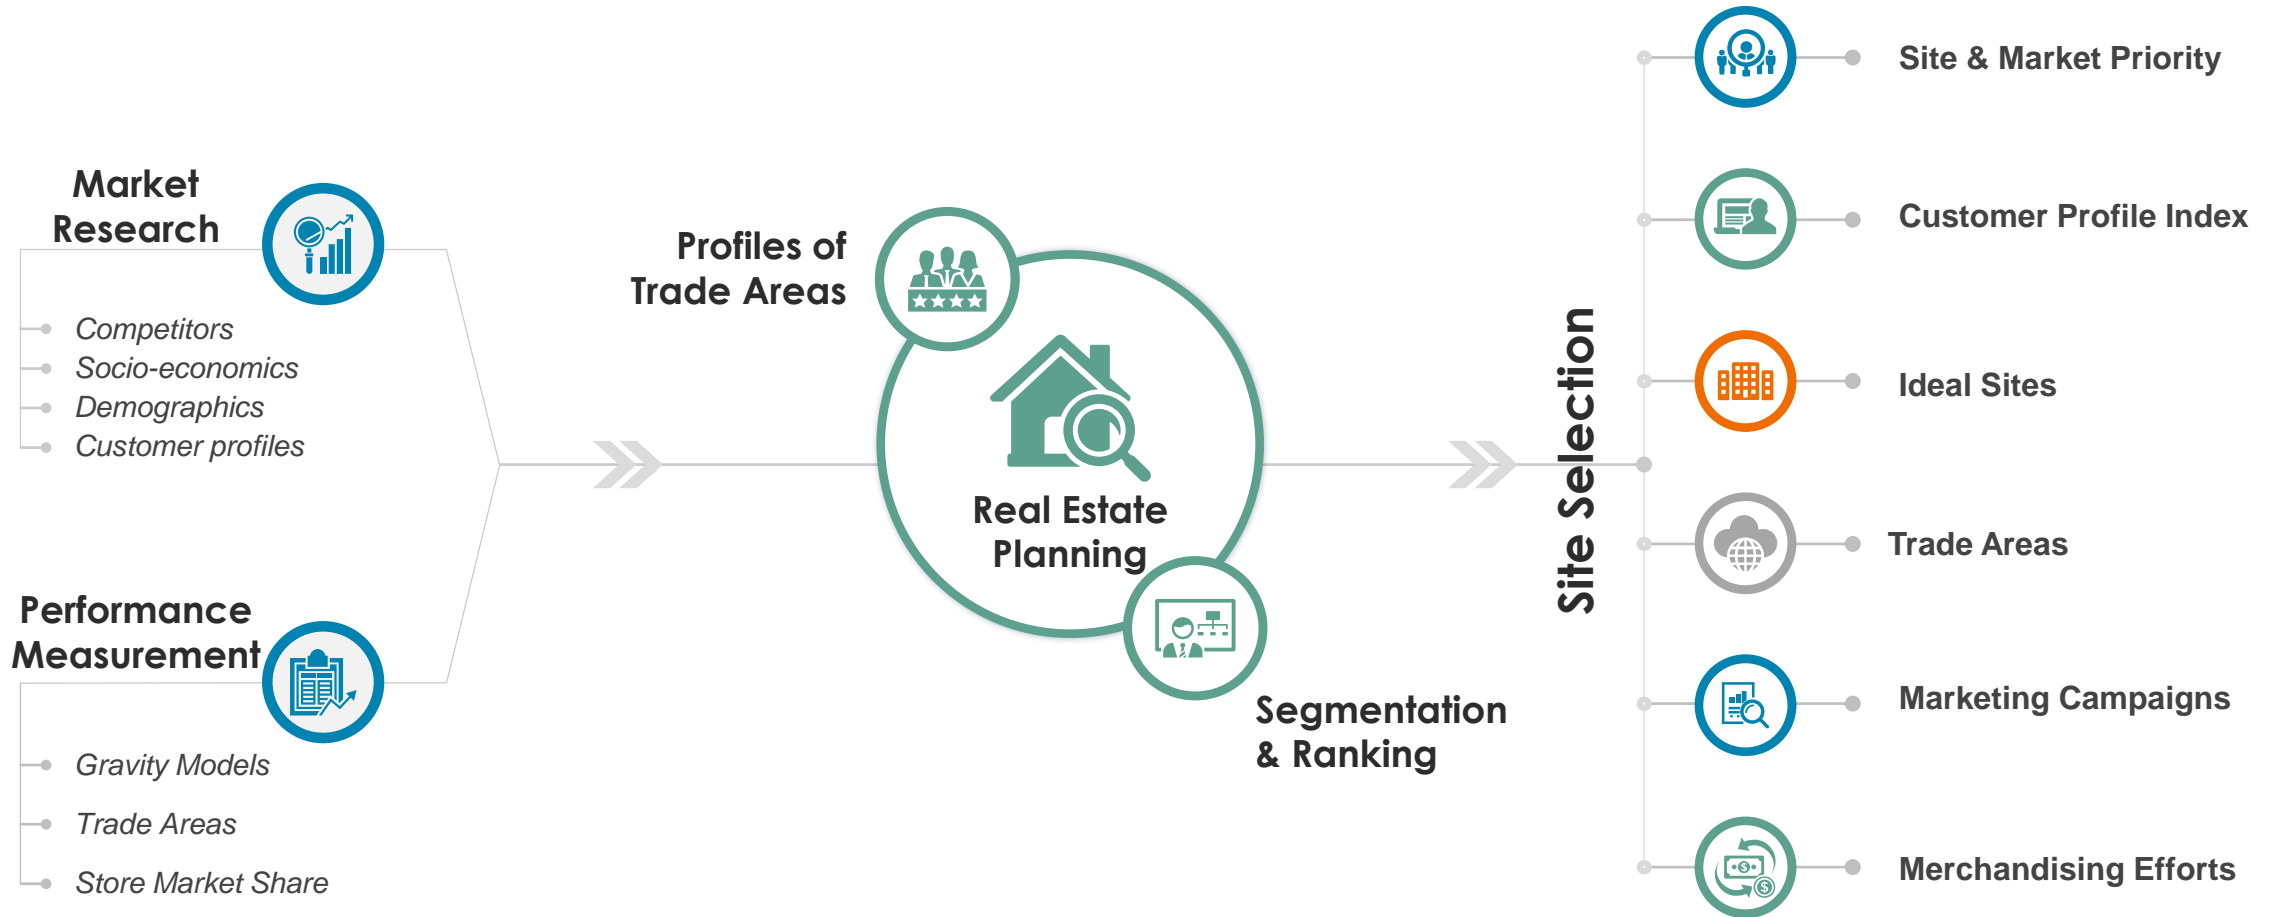 Market
Research
Competitors
Socio-economics
Demographics
Customer profiles
Performance
Measurement
Gravity Models
Trade Areas
Store Market Share
Profiles of
Trade Areas
Real Estate
Planning
Segmentation
& Ranking
Site Selection
Site & Market Priority
Customer Profile Index
Ideal Sites
Trade Areas
Marketing Campaigns
Merchandising Efforts